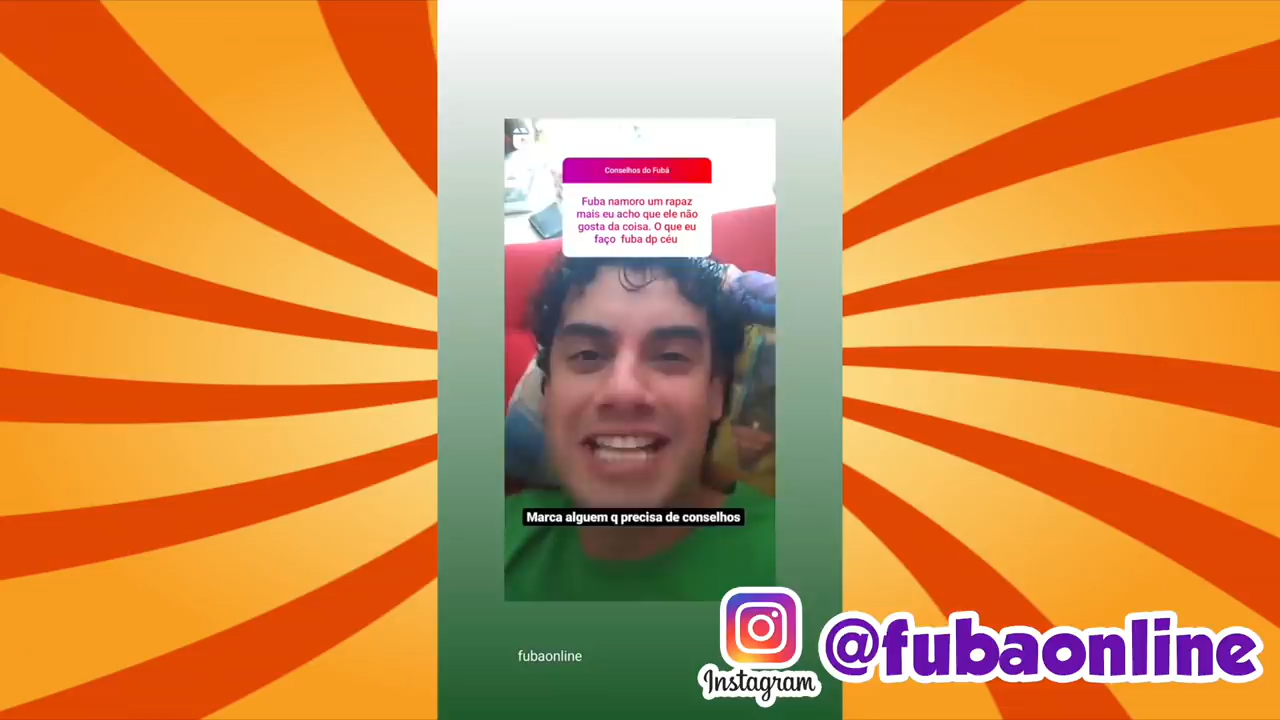 Conselhos do Fubá
Fuba namoro um rapaz
mais eu acho que ele não
gosta da coisa. O que eu
faço  fuba dp céu
Marca alguem q precisa de conselhos
fubaonline
Instagram
@fubaonline